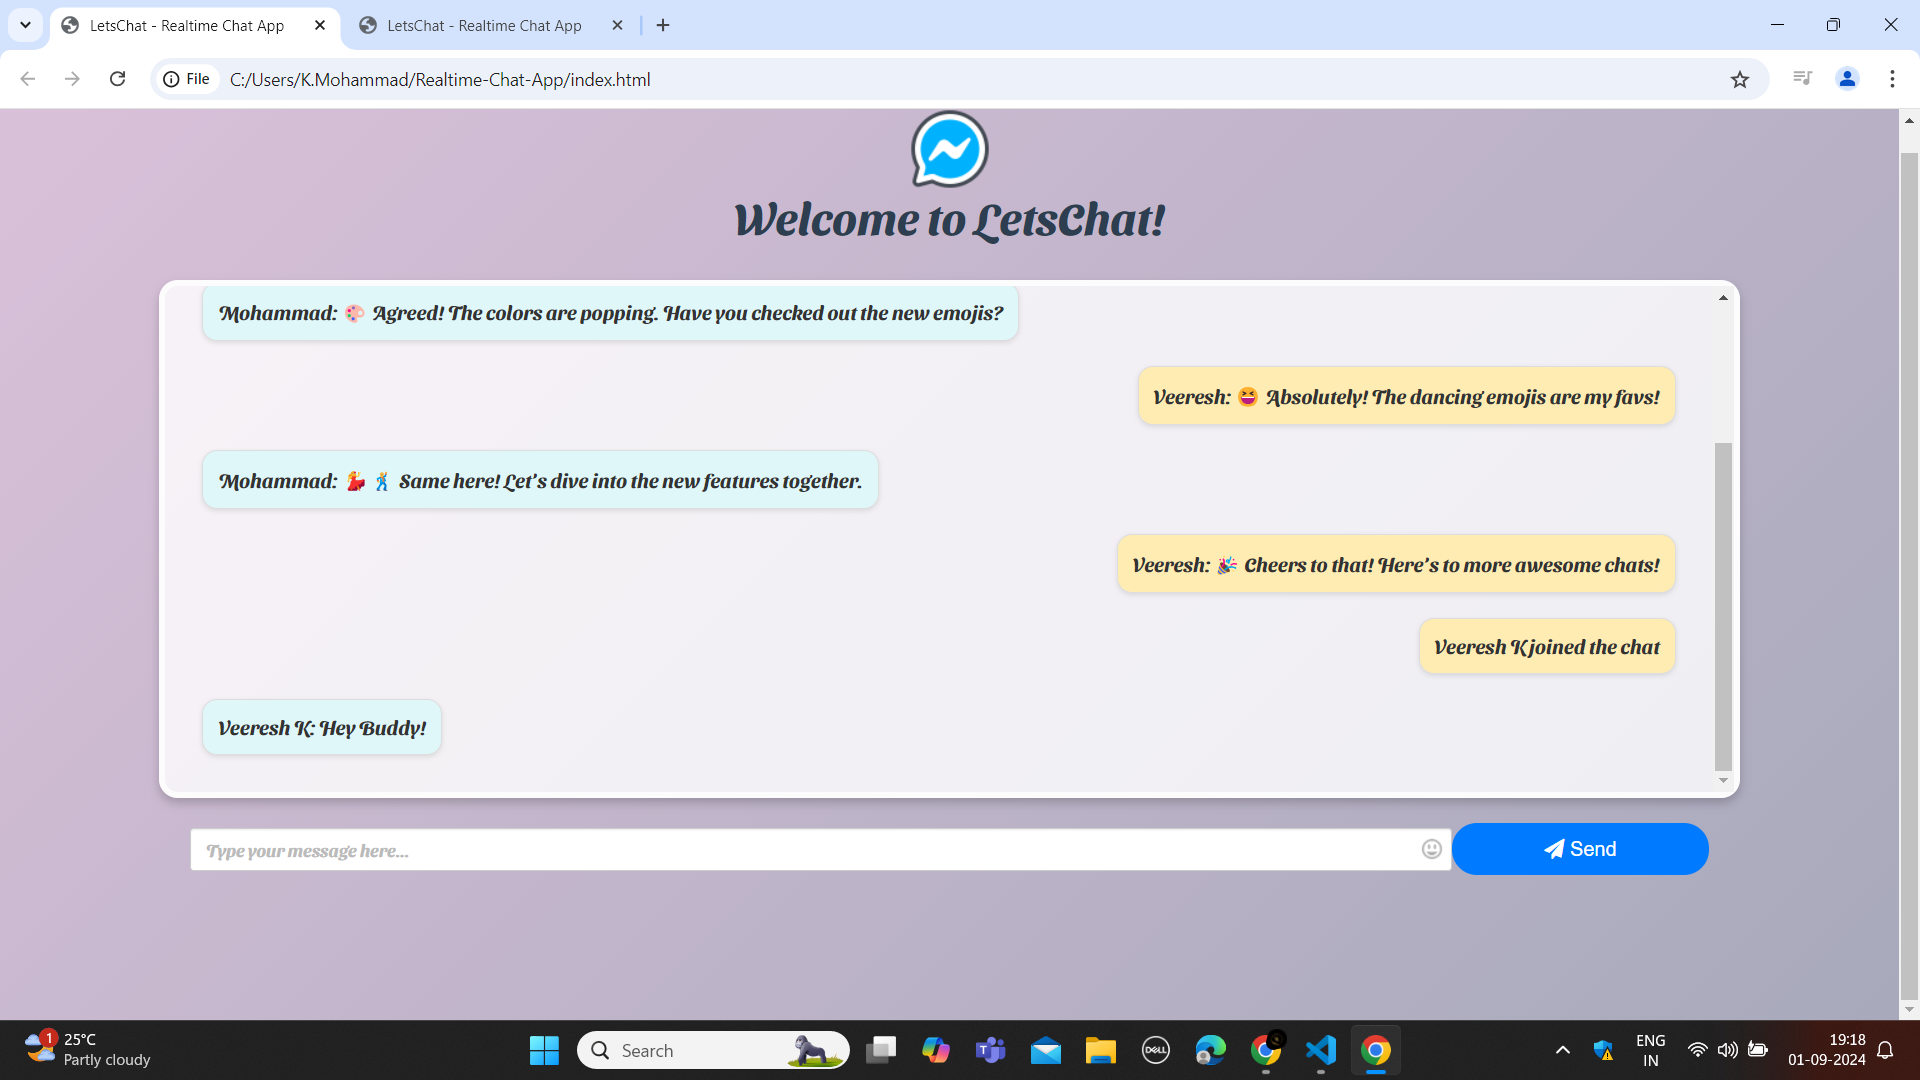 LetsChat - Realtime Chat App
LetsChat - Realtime Chat App
File
C:/Users/K.Mohammad/Realtime-Chat-App/index.html
Welcome to LetsChat!
Mohammad: 🎨 Agreed! The colors are popping. Have you checked out the new emojis?
Veeresh: 😆 Absolutely! The dancing emojis are my favs!
Mohammad: 💃🕺 Same here! Let's dive into the new features together.
Veeresh: 🎉 Cheers to that! Here's to more awesome chats!
Veeresh K joined the chat
Veeresh K: Hey Buddy!
Type your message here...
Send
1
25°C
Partly cloudy
Search
DELL
ENG
IN
19:18
01-09-2024